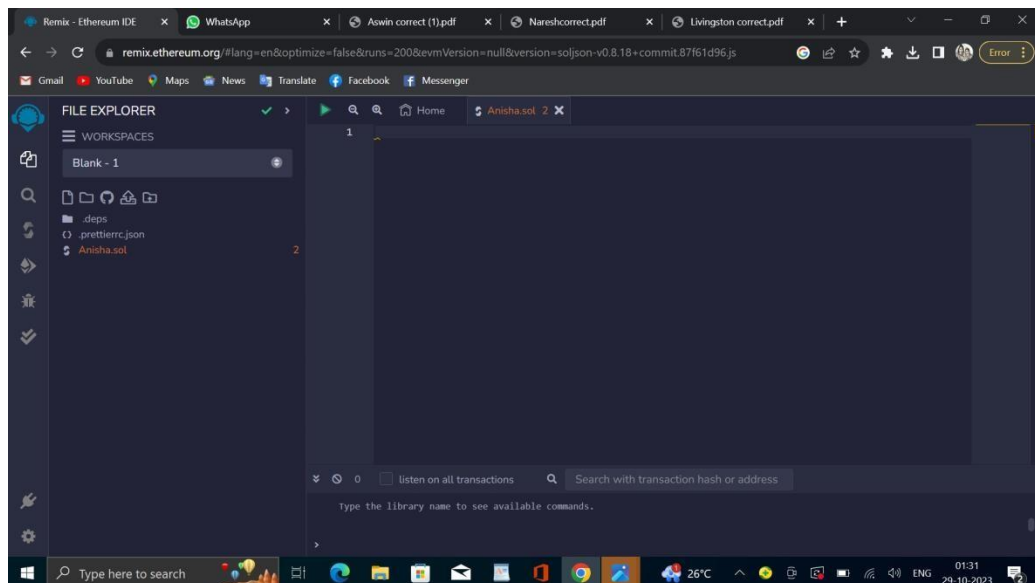 Remix - Ethereum IDE WhatsApp Aswin correct (1).pdf Nareshcorrect.pdf Livingston correct.pdf
remix.ethereum.org/#lang=en&optimize=false&runs=200&evmVersion=null&version=soljson-v0.8.18+commit.87f61d96.js Error
Gmail YouTube Maps News Translate Facebook Messenger
FILE EXPLORER Home Anisha.sol 2
WORKSPACES 1
Blank - 1
.deps
.prettierrc.json
Anisha.sol 2
0 listen on all transactions Search with transaction hash or address
Type the library name to see available commands.
>
Type here to search 26°C ENG 01:31
29-10-2023